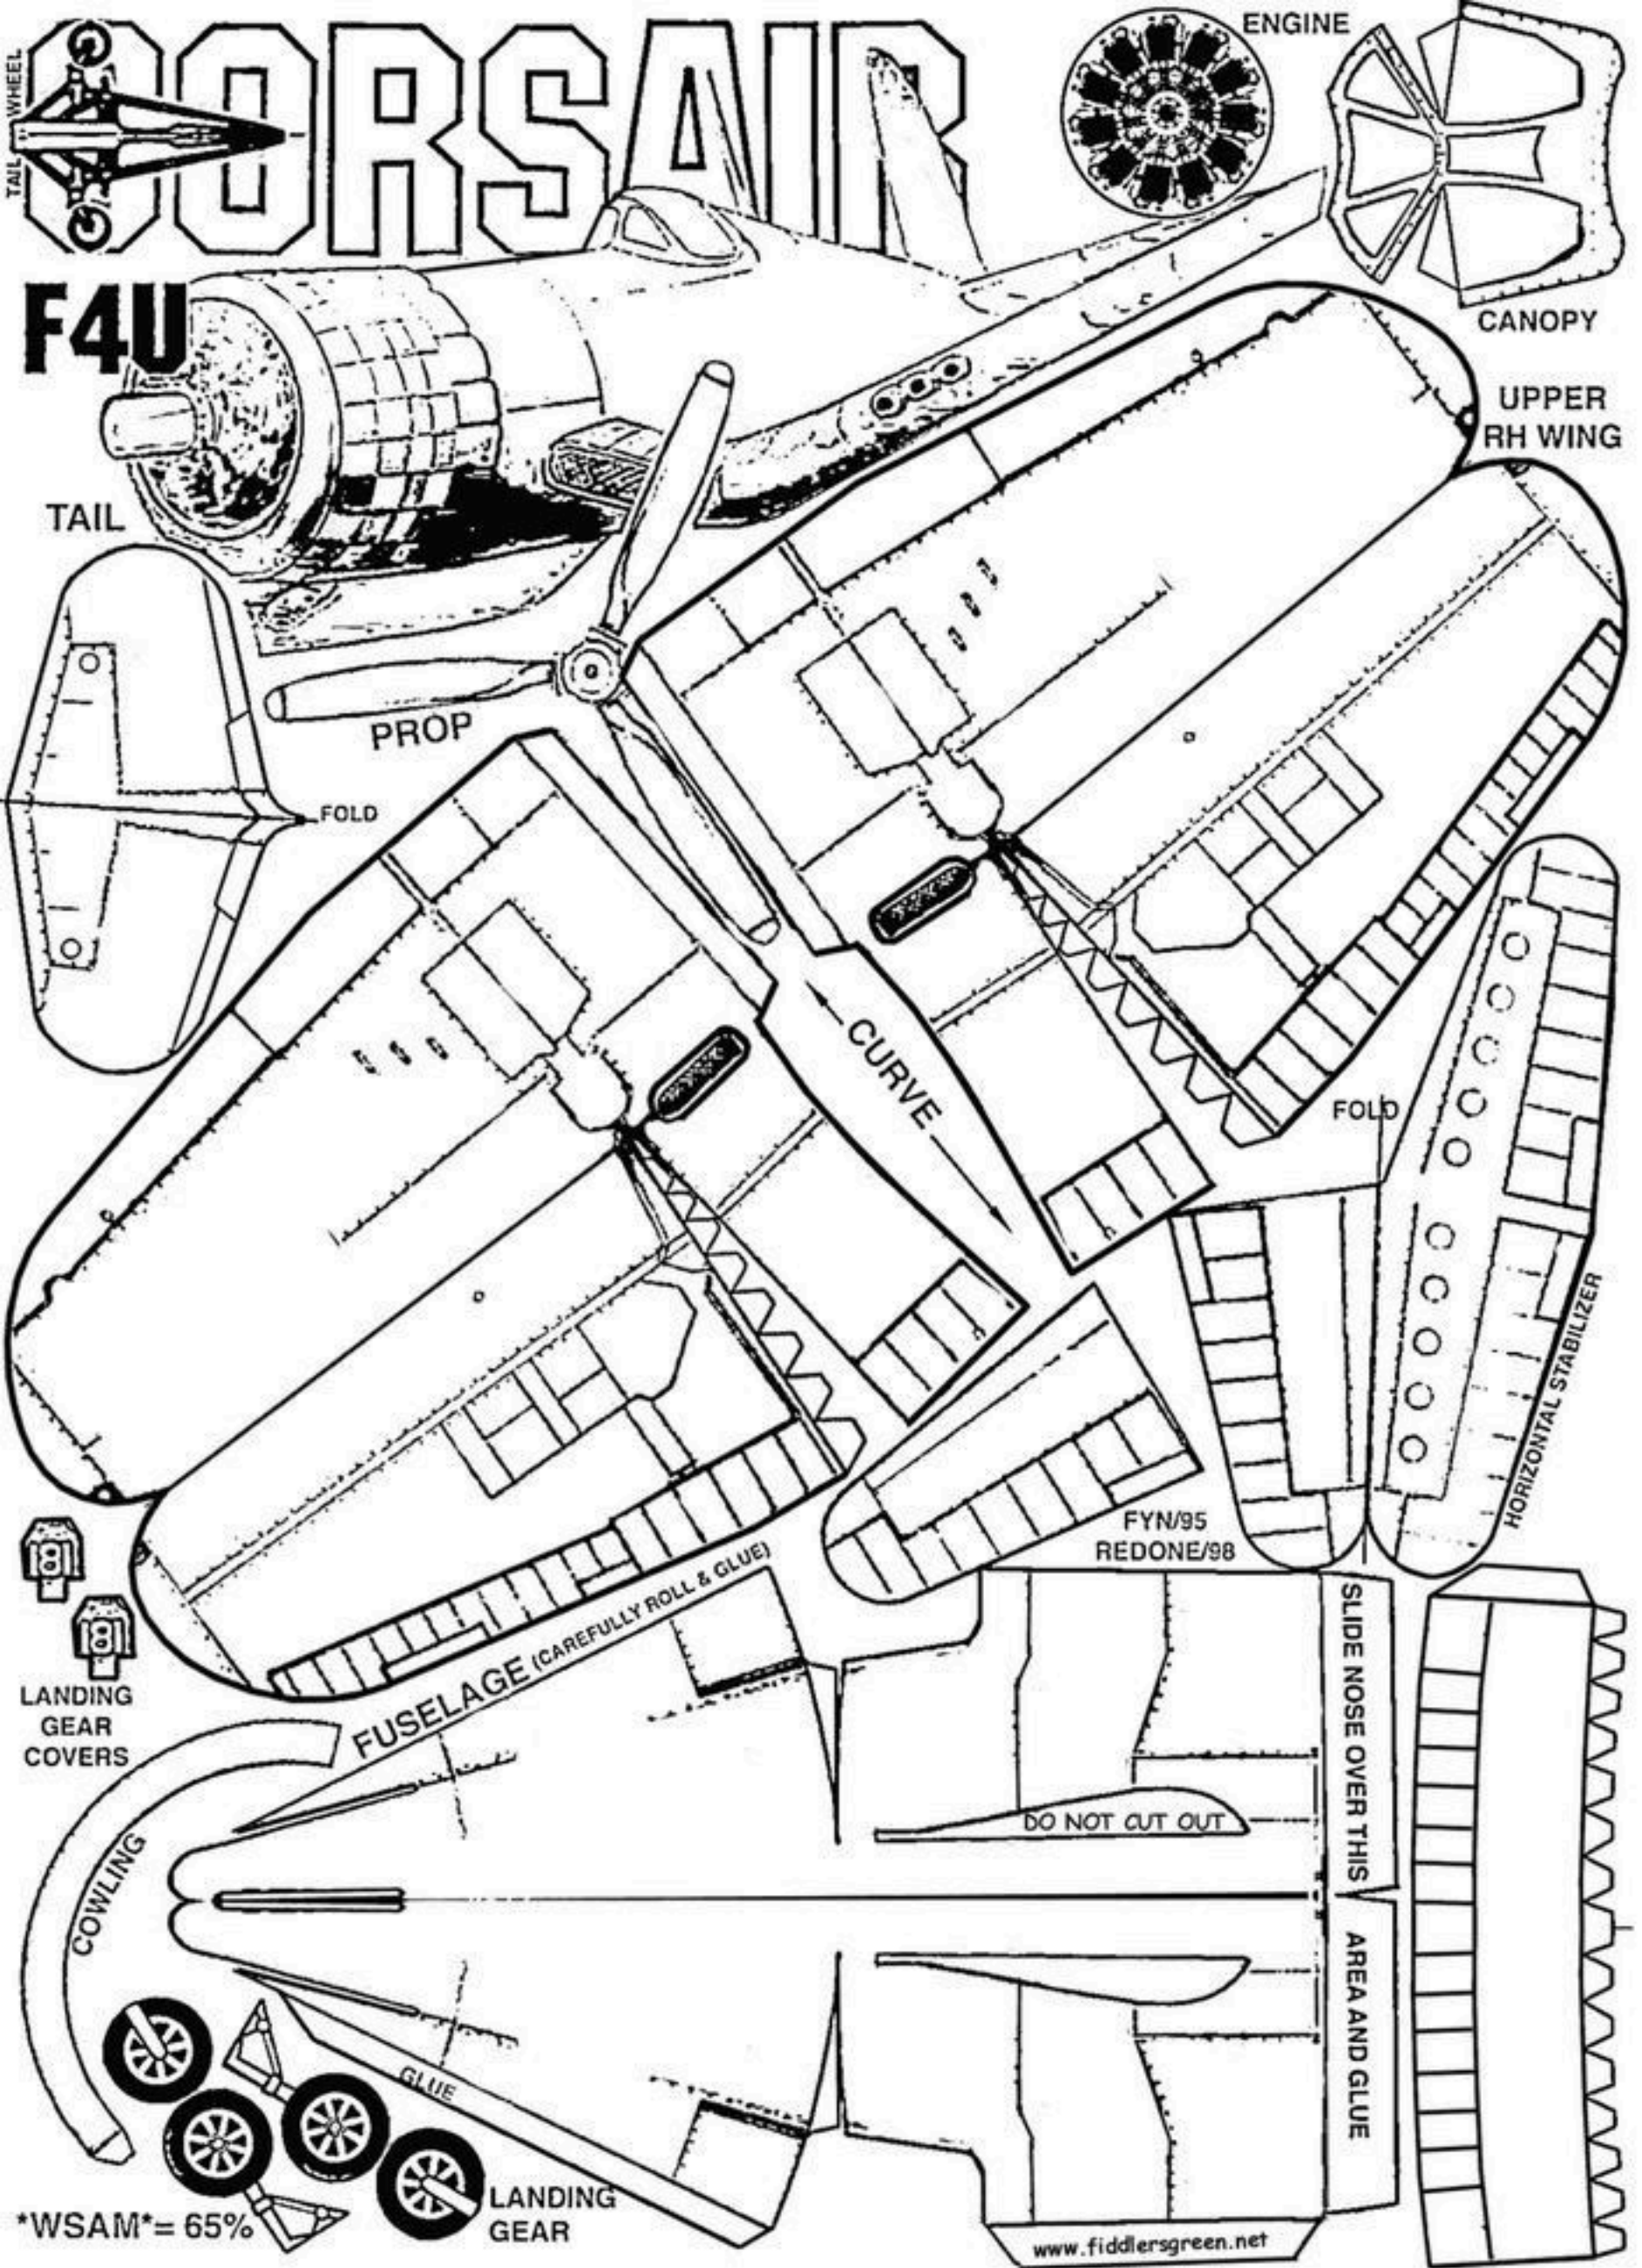 CORSAIR
TAIL WHEEL
ENGINE
CANOPY
F4U
UPPER
RH WING
TAIL
PROP
FOLD
CURVE
FOLD
HORIZONTAL STABILIZER
FYN/95
REDONE/98
8
8
LANDING
GEAR
COVERS
FUSELAGE (CAREFULLY ROLL & GLUE)
SLIDE NOSE OVER THIS AREA AND GLUE
DO NOT CUT OUT
COWLING
GLUE
LANDING
GEAR
*WSAM*= 65%
www.fiddlersgreen.net